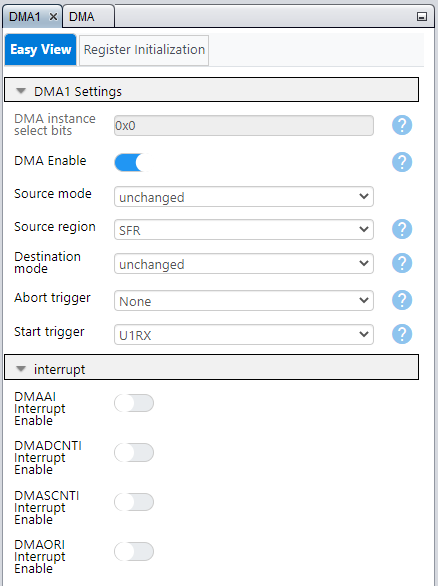 DMA1 × DMA
Easy View Register Initialization
DMA1 Settings
DMA instance
select bits
0x0
?
DMA Enable
?
Source mode
unchanged
Source region
SFR
?
Destination
mode
unchanged
?
Abort trigger
None
?
Start trigger
U1RX
?
interrupt
DMAAI
Interrupt
Enable
DMADCNTI
Interrupt
Enable
DMASCNTI
Interrupt
Enable
DMAORI
Interrupt
Enable